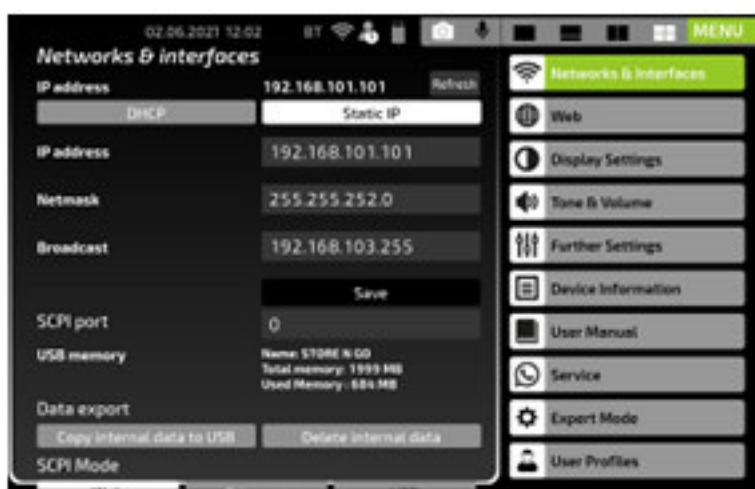 02.06.2021 12:02 BT MENU
Networks & interfaces
IP address 192.168.101.101 Refresh
DHCP Static IP
IP address 192.168.101.101
Netmask 255.255.252.0
Broadcast 192.168.103.255
Save
SCPI port 0
USB memory Name: STORE N GO
Total memory: 1999 MB
Used Memory : 684 MB
Data export
Copy internal data to USB Delete internal data
SCPI Mode
Networks & Interfaces
Web
Display Settings
Tone & Volume
Further Settings
Device Information
User Manual
Service
Expert Mode
User Profiles